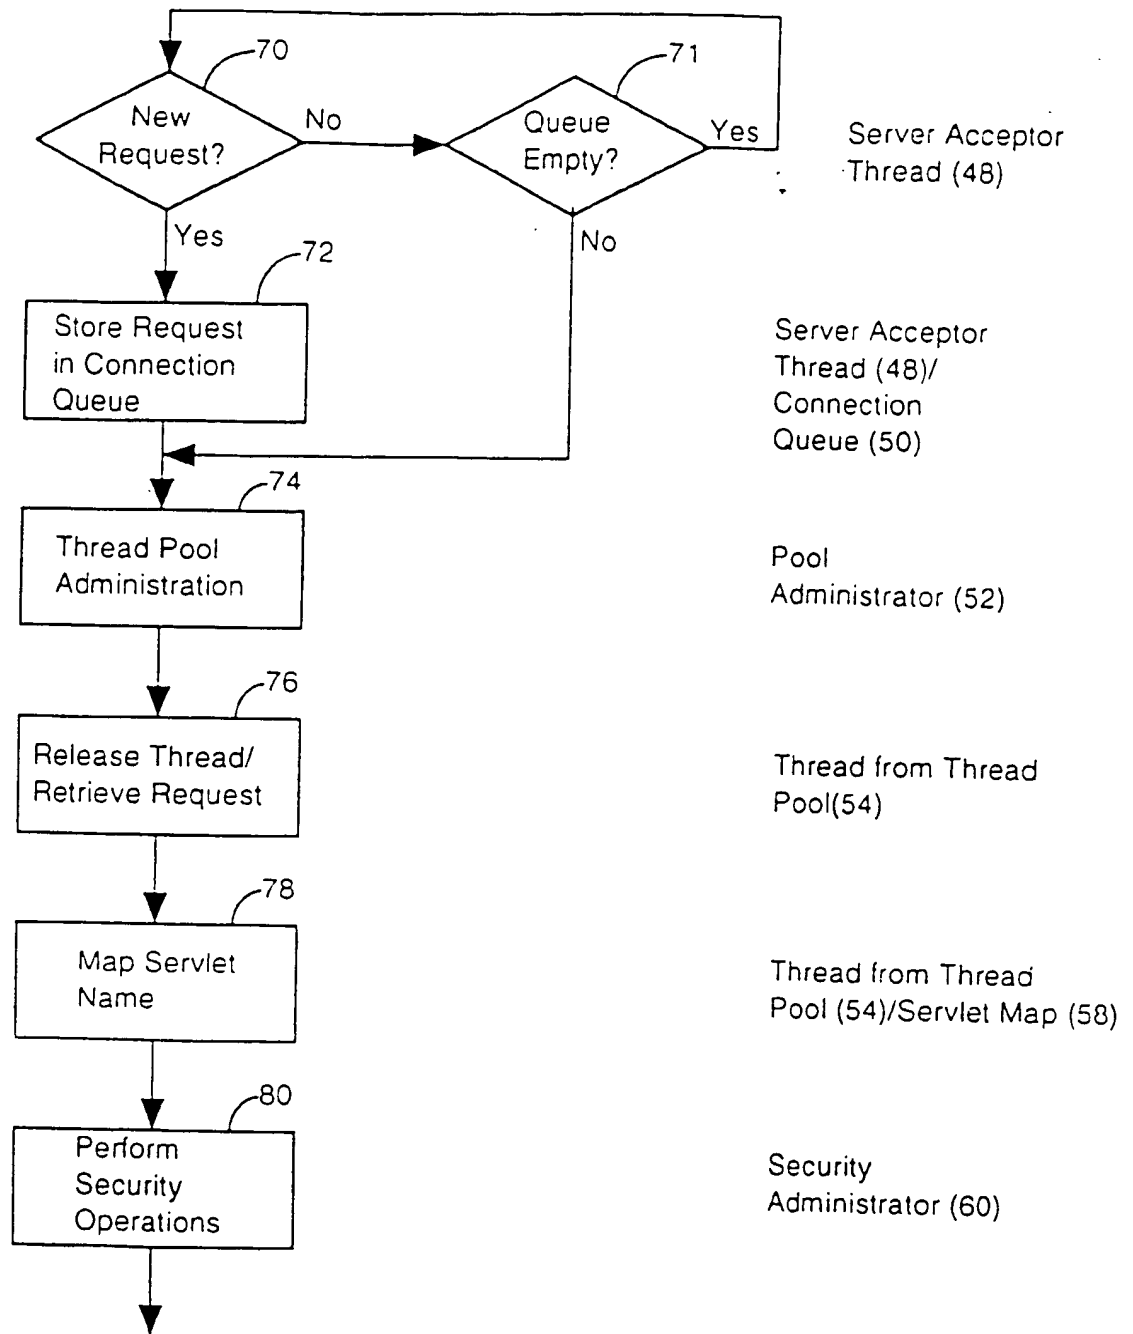 70
71
New
Request?
No
Queue
Empty?
Yes
Server Acceptor
Thread (48)
Yes
No
72
Store Request
in Connection
Queue
Server Acceptor
Thread (48)/
Connection
Queue (50)
74
Thread Pool
Administration
Pool
Administrator (52)
76
Release Thread/
Retrieve Request
Thread from Thread
Pool(54)
78
Map Servlet
Name
Thread from Thread
Pool (54)/Servlet Map (58)
80
Perform
Security
Operations
Security
Administrator (60)